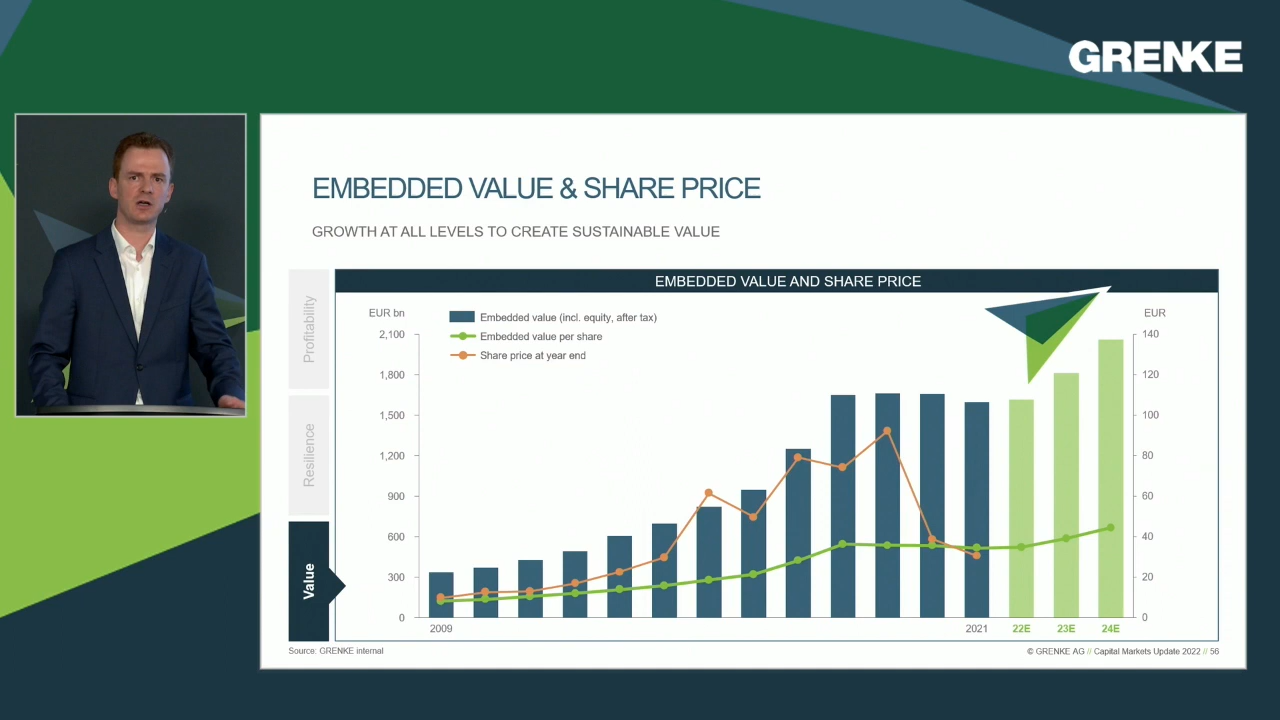 GRENKE
EMBEDDED VALUE & SHARE PRICE
GROWTH AT ALL LEVELS TO CREATE SUSTAINABLE VALUE
Profitability
Resilience
Value
EMBEDDED VALUE AND SHARE PRICE
EUR bn
EUR
Embedded value (incl. equity, after tax)
Embedded value per share
Share price at year end
2,100
1,800
1,500
1,200
900
600
300
0
140
120
100
80
60
40
20
0
2009
2021
22E
23E
24E
Source: GRENKE internal
© GRENKE AG // Capital Markets Update 2022 // 56